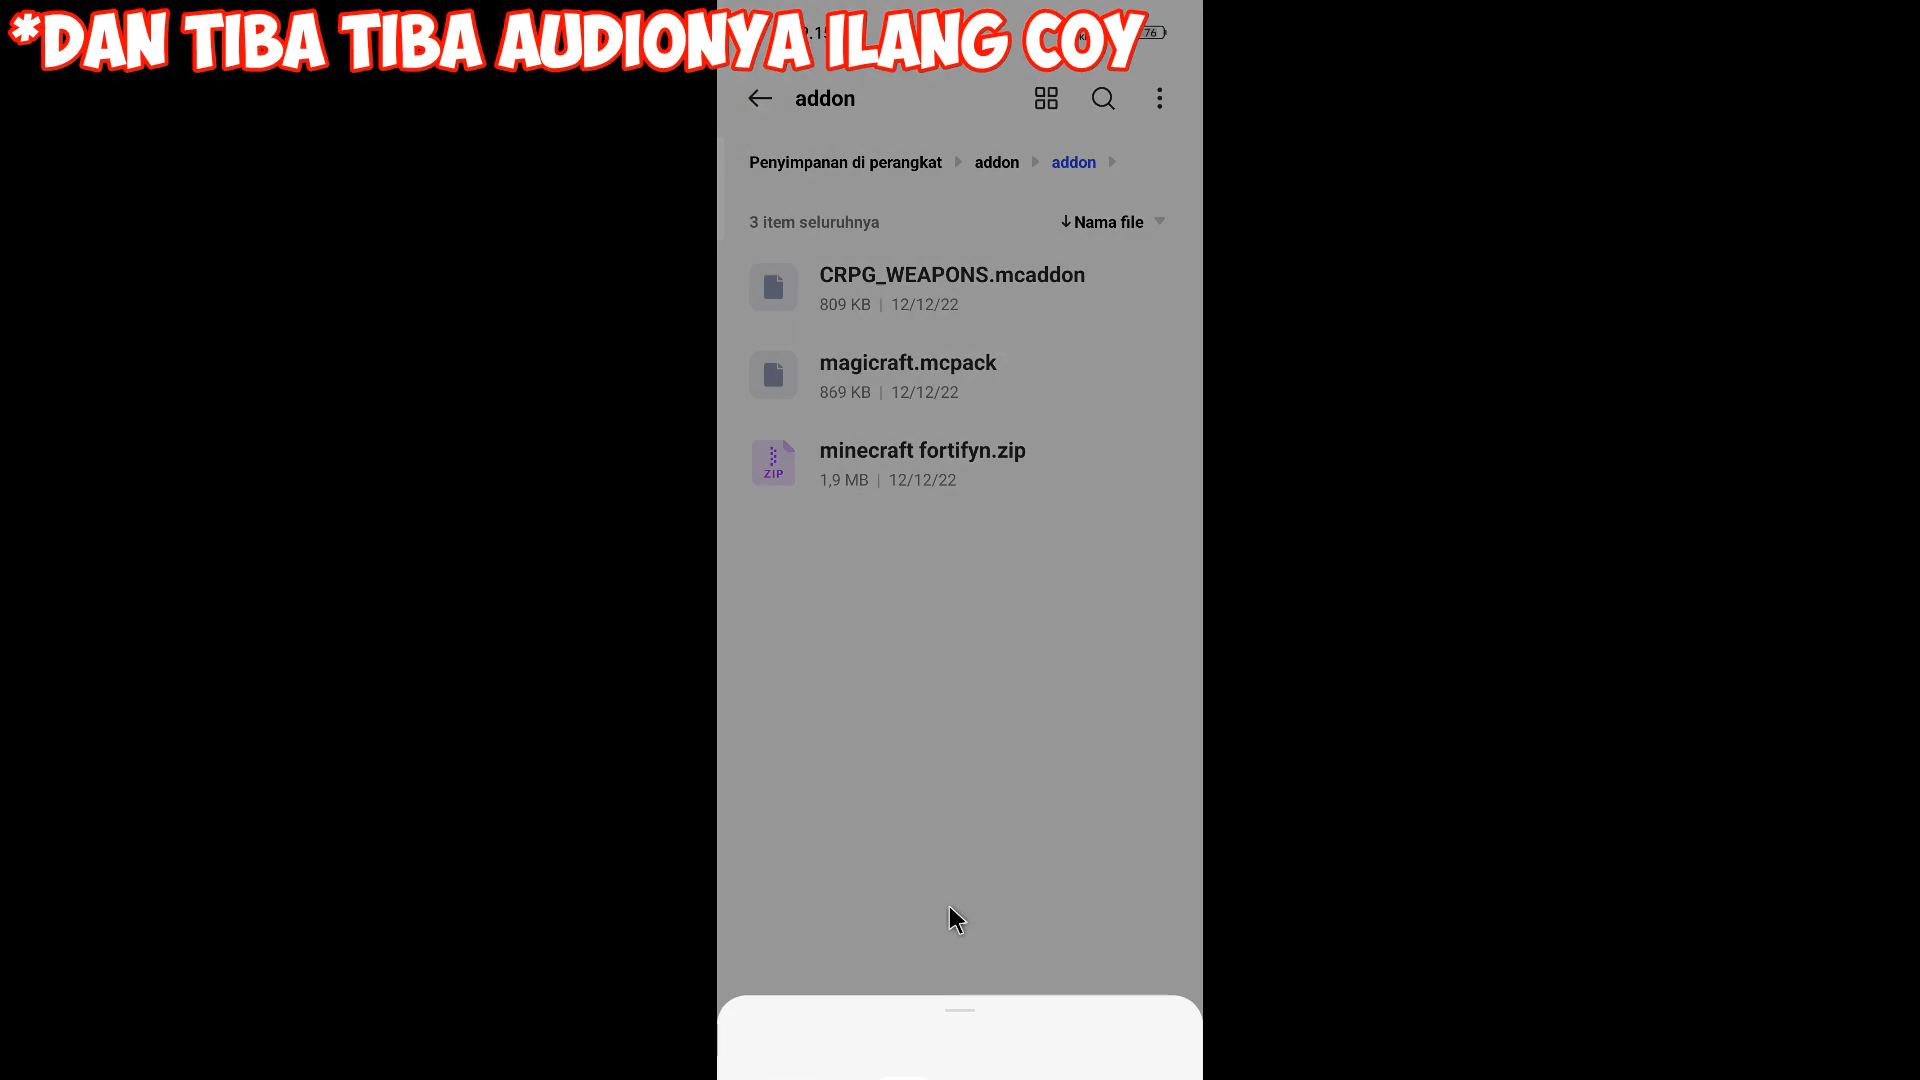 *DAN TIBA TIBA AUDIONYA ILANG COY
76
addon
Penyimpanan di perangkat addon addon
3 item seluruhnya
Nama file
CRPG_WEAPONS.mcaddon
809 KB | 12/12/22
magicraft.mcpack
869 KB | 12/12/22
minecraft fortifyn.zip
ZIP
1,9 MB | 12/12/22